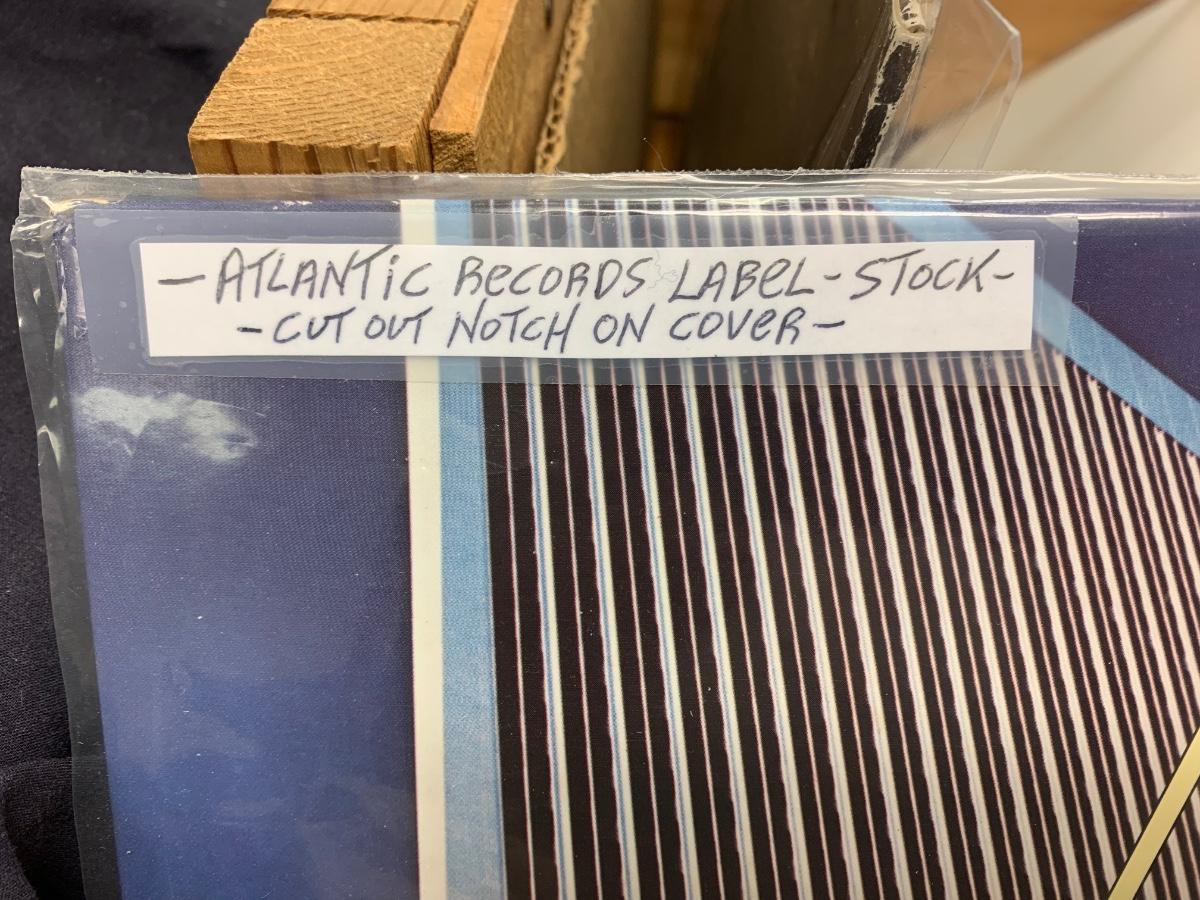 - ATLANTiC ReCORDS LABeL - STOCK -
- CUT OUT NOTCH ON COVeR -